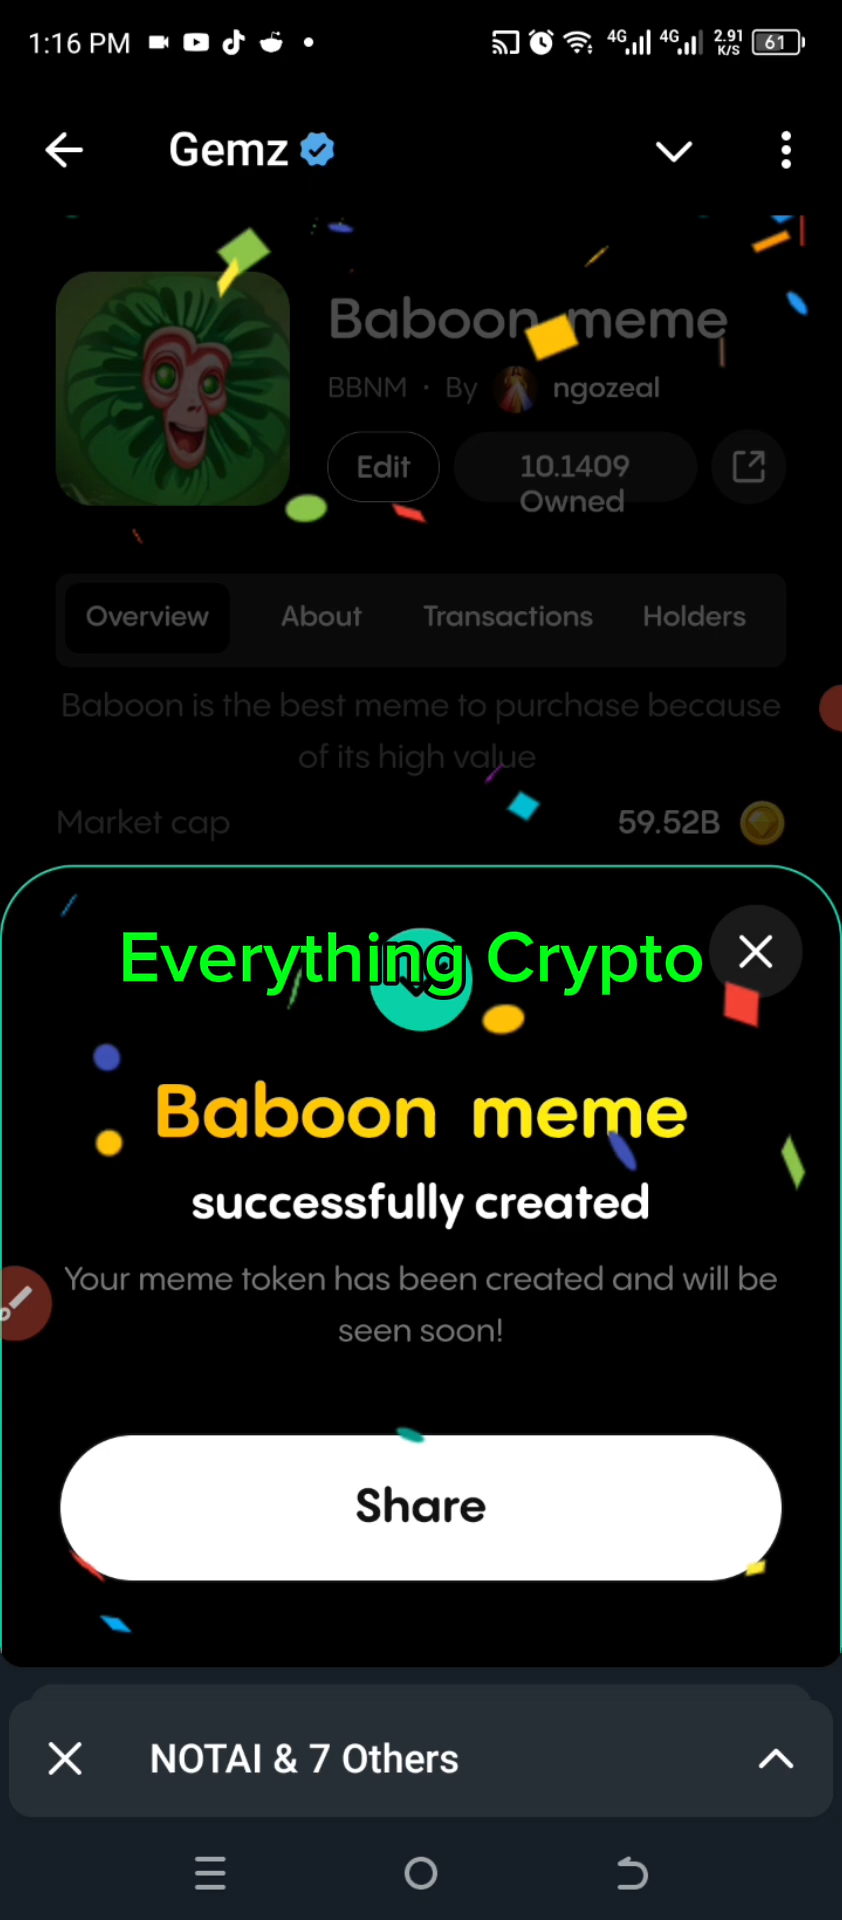 1:16 PM
4G 4G 2.91 K/S 61
Gemz
Baboon meme
BBNM · By ngozeal
Edit
10.1409
Owned
Overview About Transactions Holders
Baboon is the best meme to purchase because
of its high value
Market cap 59.52B
Everything Crypto
Baboon meme
successfully created
Your meme token has been created and will be
seen soon!
Share
NOTAI & 7 Others